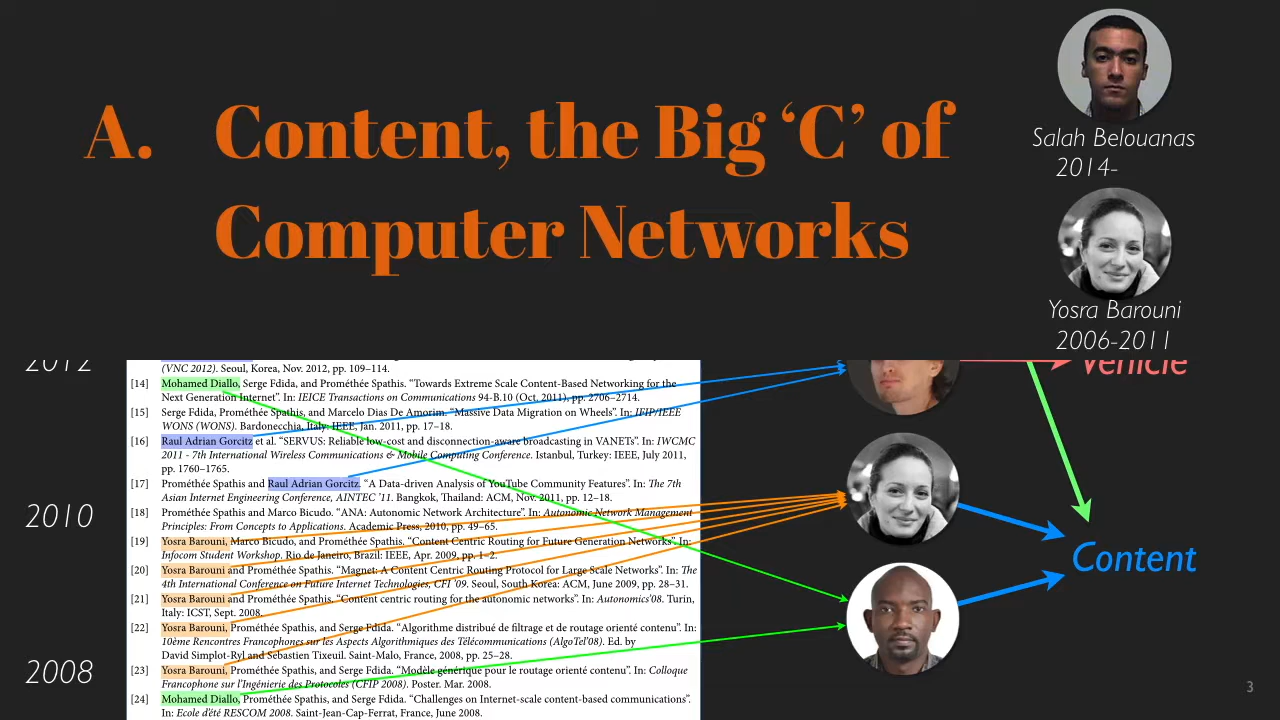 A. Content, the Big ‘C’ of
Computer Networks
Salah Belouanas
2014-
Yosra Barouni
2006-2011
2012
(VNC 2012). Seoul, Korea, Nov. 2012, pp. 109–114.
[14] Mohamed Diallo, Serge Fdida, and Prométhée Spathis. “Towards Extreme Scale Content-Based Networking for the
Next Generation Internet”. In: IEICE Transactions on Communications 94-B.10 (Oct. 2011), pp. 2706–2714.
[15] Serge Fdida, Prométhée Spathis, and Marcelo Dias De Amorim. “Massive Data Migration on Wheels”. In: IFIP/IEEE
WONS (WONS). Bardonecchia, Italy: IEEE, Jan. 2011, pp. 17–18.
[16] Raul Adrian Gorcitz et al. “SERVUS: Reliable low-cost and disconnection-aware broadcasting in VANETs”. In: IWCMC
2011 - 7th International Wireless Communications & Mobile Computing Conference. Istanbul, Turkey: IEEE, July 2011,
pp. 1760–1765.
[17] Prométhée Spathis and Raul Adrian Gorcitz. “A Data-driven Analysis of YouTube Community Features”. In: The 7th
Asian Internet Engineering Conference, AINTEC ’11. Bangkok, Thailand: ACM, Nov. 2011, pp. 12–18.
[18] Prométhée Spathis and Marco Bicudo. “ANA: Autonomic Network Architecture”. In: Autonomic Network Management
Principles: From Concepts to Applications. Academic Press, 2010, pp. 49–65.
[19] Yosra Barouni, Marco Bicudo, and Prométhée Spathis. “Content Centric Routing for Future Generation Networks”. In:
Infocom Student Workshop. Rio de Janeiro, Brazil: IEEE, Apr. 2009, pp. 1–2.
[20] Yosra Barouni and Prométhée Spathis. “Magnet: A Content Centric Routing Protocol for Large Scale Networks”. In: The
4th International Conference on Future Internet Technologies, CFI ’09. Seoul, South Korea: ACM, June 2009, pp. 28–31.
[21] Yosra Barouni and Prométhée Spathis. “Content centric routing for the autonomic networks”. In: Autonomics’08. Turin,
Italy: ICST, Sept. 2008.
[22] Yosra Barouni, Prométhée Spathis, and Serge Fdida. “Algorithme distribué de filtrage et de routage orienté contenu”. In:
10ème Rencontres Francophones sur les Aspects Algorithmiques des Télécommunications (AlgoTel’08). Ed. by
David Simplot-Ryl and Sébastien Tixeuil. Saint-Malo, France, 2008, pp. 25–28.
[23] Yosra Barouni, Prométhée Spathis, and Serge Fdida. “Modèle générique pour le routage orienté contenu”. In: Colloque
Francophone sur l’Ingénierie des Protocoles (CFIP 2008). Poster. Mar. 2008.
[24] Mohamed Diallo, Prométhée Spathis, and Serge Fdida. “Challenges on Internet-scale content-based communications”.
In: Ecole d’été RESCOM 2008. Saint-Jean-Cap-Ferrat, France, June 2008.
2010
2008
Vehicle
Content
3